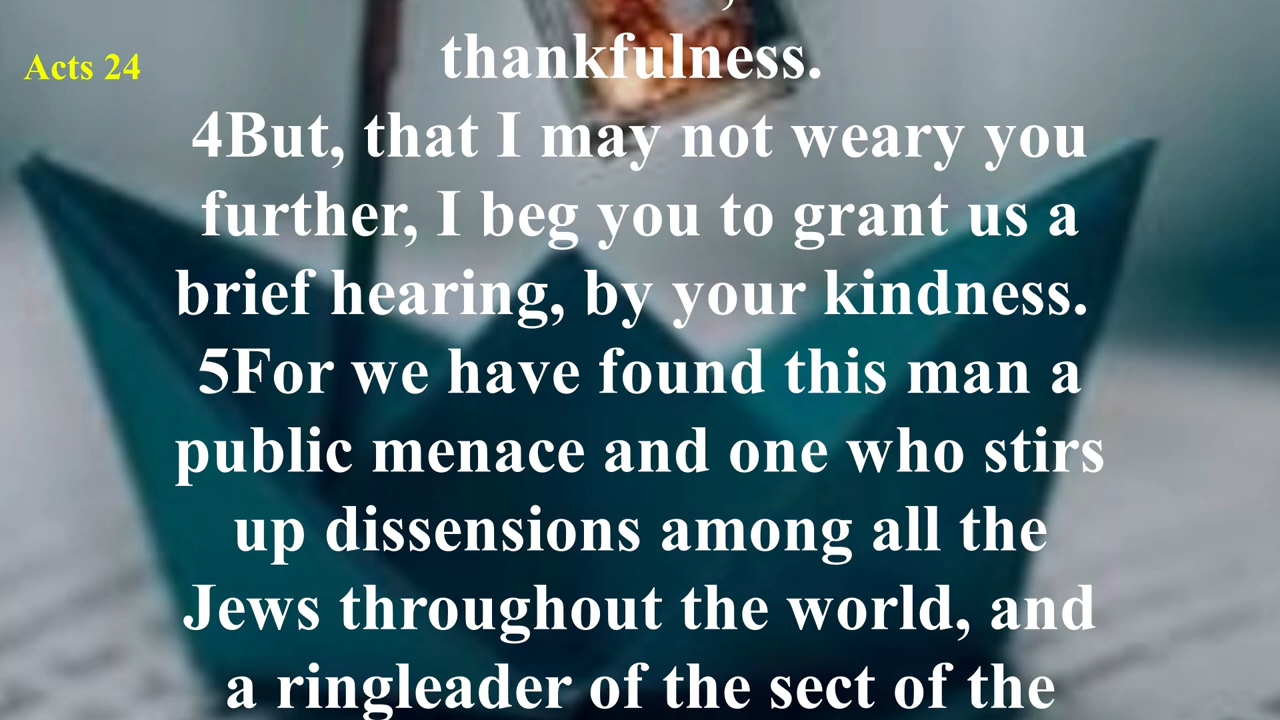 Acts 24
thankfulness.
4But, that I may not weary you
further, I beg you to grant us a
brief hearing, by your kindness.
5For we have found this man a
public menace and one who stirs
up dissensions among all the
Jews throughout the world, and
a ringleader of the sect of the